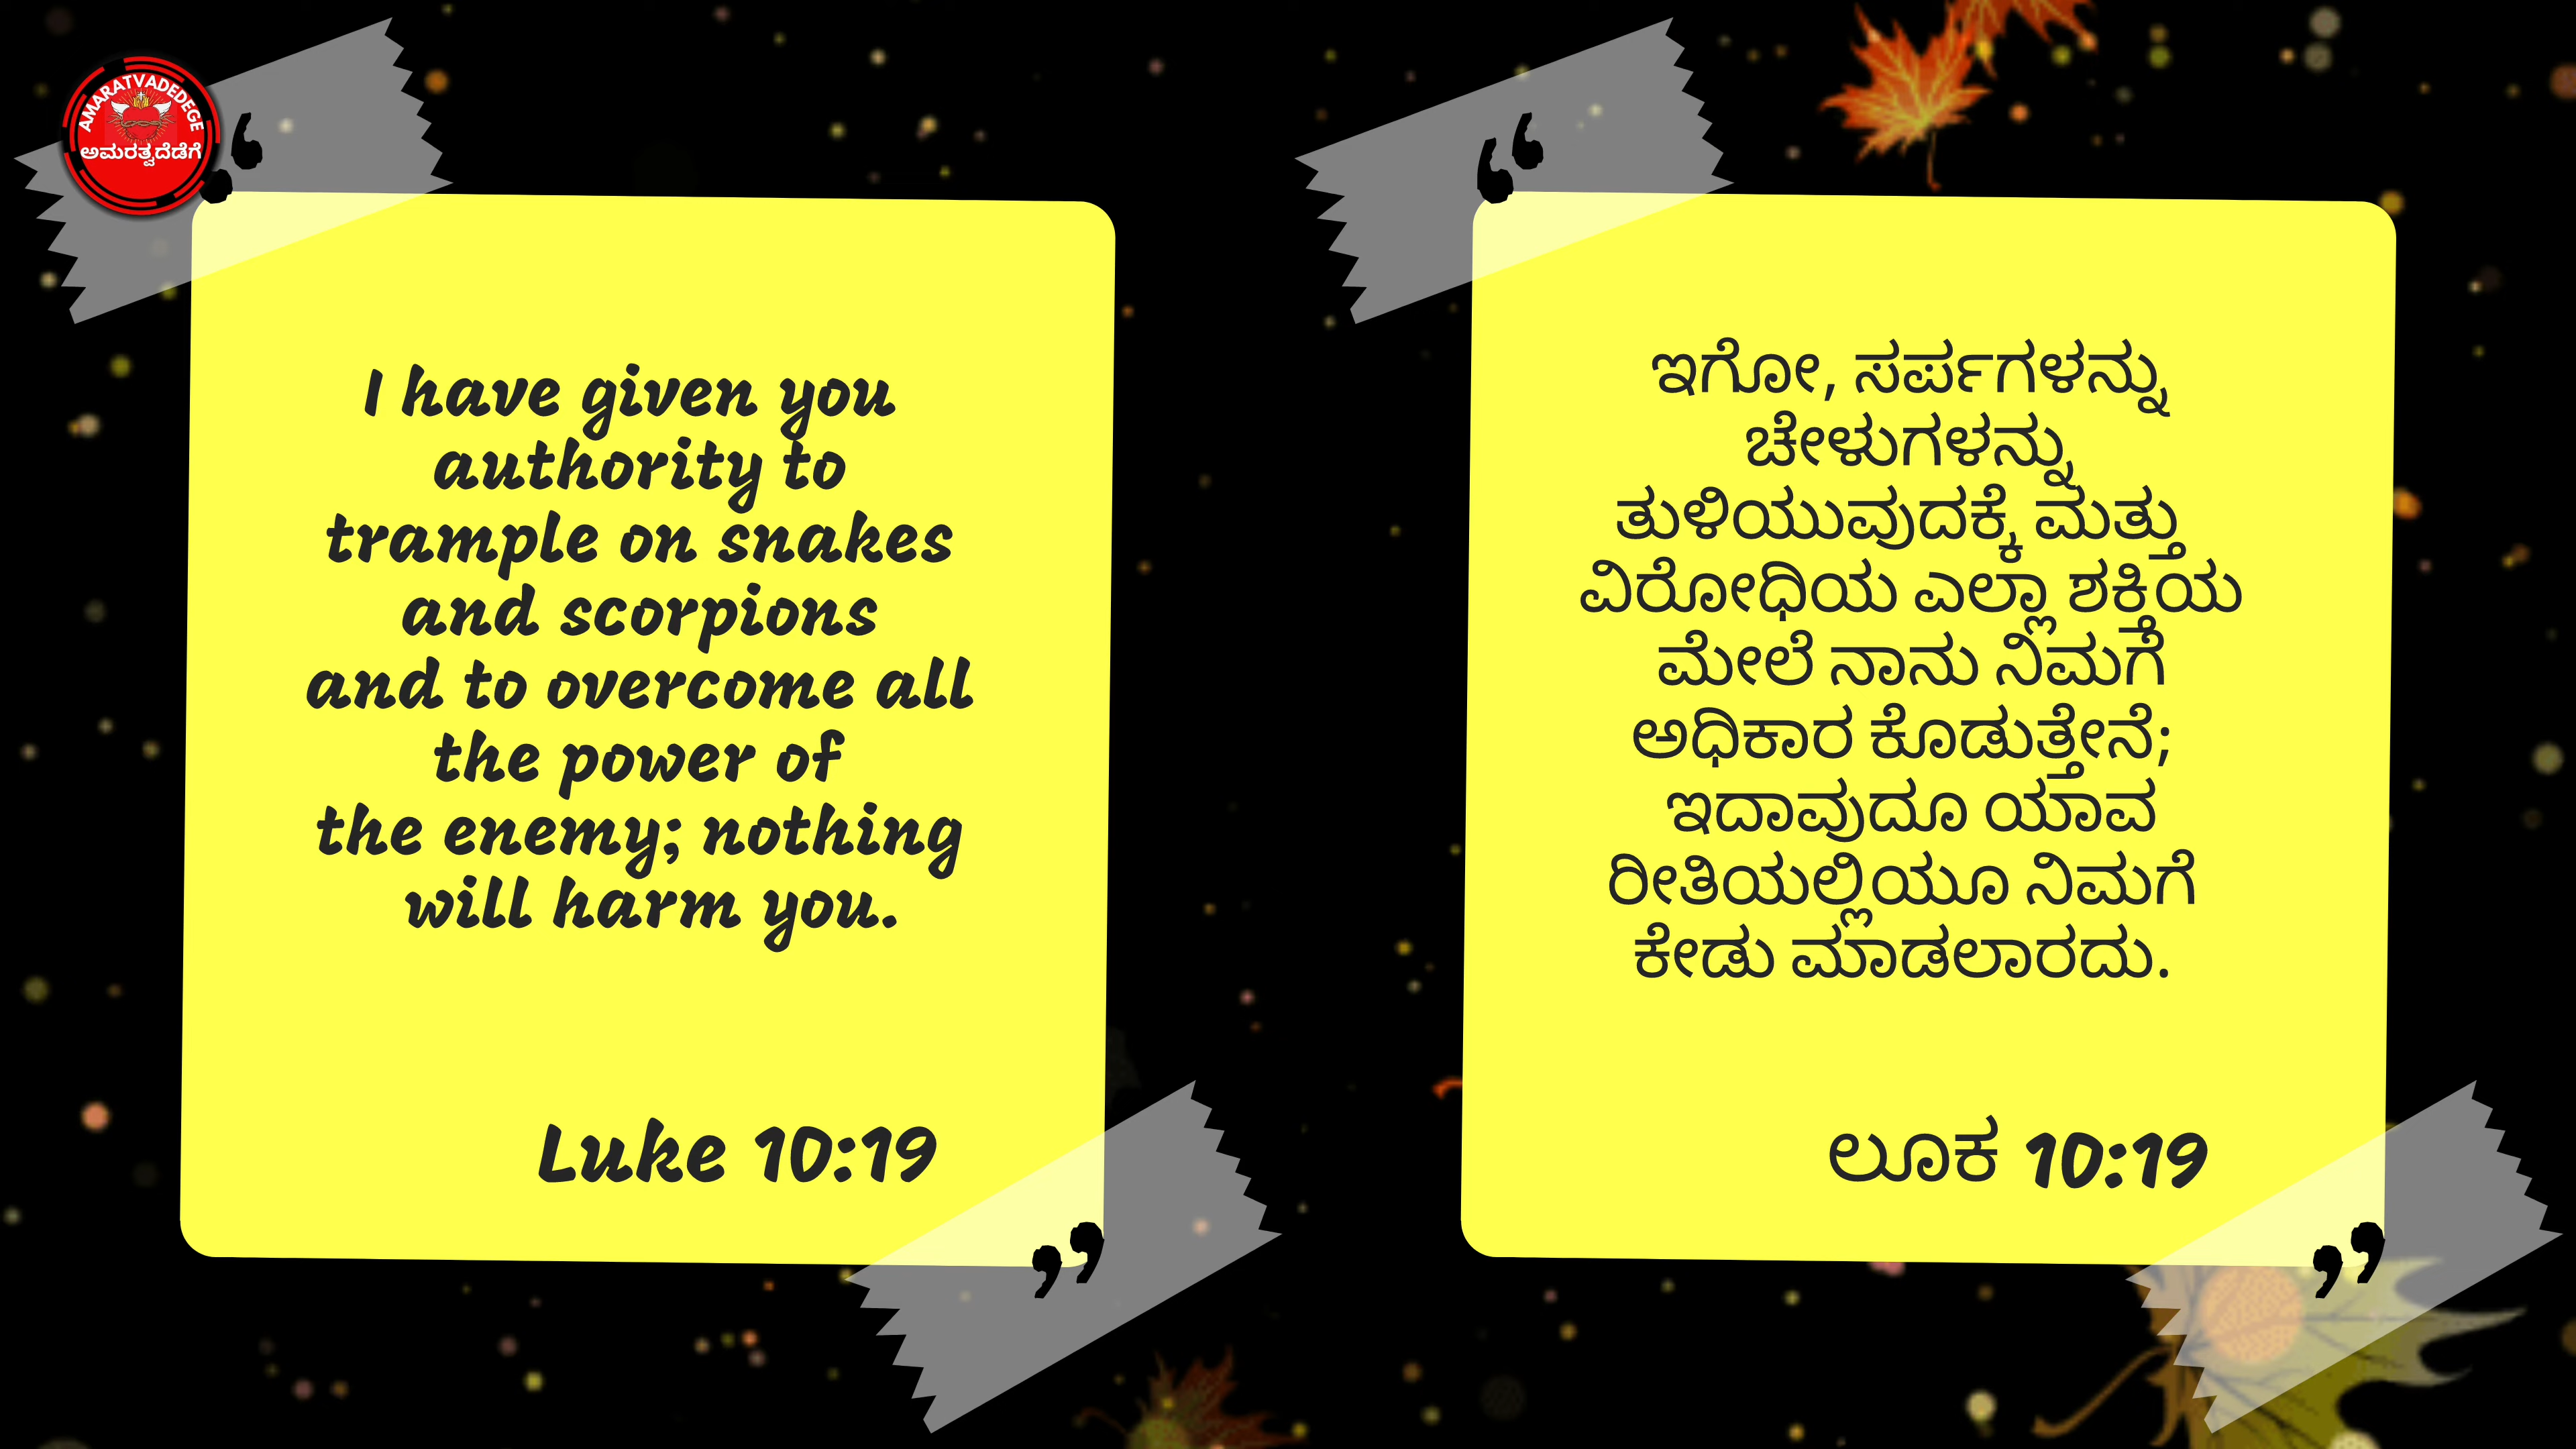 AMARATVADEDEGE
ಅಮರತ್ವದೆಡೆಗೆ
I have given you
authority to
trample on snakes
and scorpions
and to overcome all
the power of
the enemy; nothing
will harm you.
Luke 10:19
ಇಗೋ, ಸರ್ಪಗಳನ್ನು
ಚೇಳುಗಳನ್ನು
ತುಳಿಯುವುದಕ್ಕೆ ಮತ್ತು
ವಿರೋಧಿಯ ಎಲ್ಲಾ ಶಕ್ತಿಯ
ಮೇಲೆ ನಾನು ನಿಮಗೆ
ಅಧಿಕಾರ ಕೊಡುತ್ತೇನೆ;
ಇದಾವುದೂ ಯಾವ
ರೀತಿಯಲ್ಲಿಯೂ ನಿಮಗೆ
ಕೇಡು ಮಾಡಲಾರದು.
ಲೂಕ 10:19